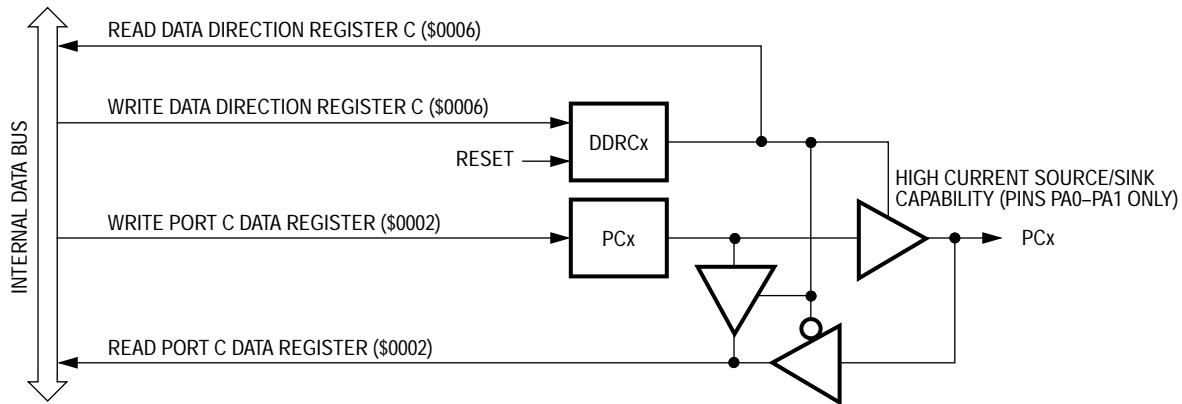 READ DATA DIRECTION REGISTER C ($0006)
WRITE DATA DIRECTION REGISTER C ($0006)
DDRCx
RESET
HIGH CURRENT SOURCE/SINK
CAPABILITY (PINS PA0–PA1 ONLY)
INTERNAL DATA BUS
WRITE PORT C DATA REGISTER ($0002)
PCx
PCx
READ PORT C DATA REGISTER ($0002)